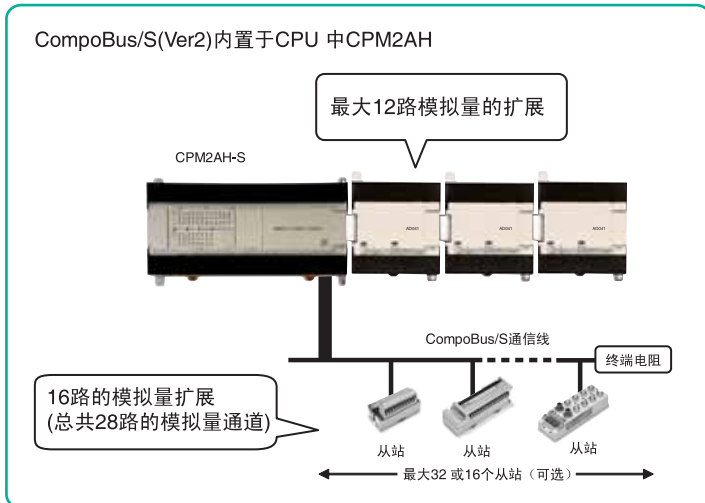 CompoBus/S(Ver2)内置于CPU 中CPM2AH
最大12路模拟量的扩展
CPM2AH-S
AD041
AD041
AD041
CompoBus/S通信线
终端电阻
16路的模拟量扩展
(总共28路的模拟量通道)
从站
从站
从站
最大32 或16个从站（可选）